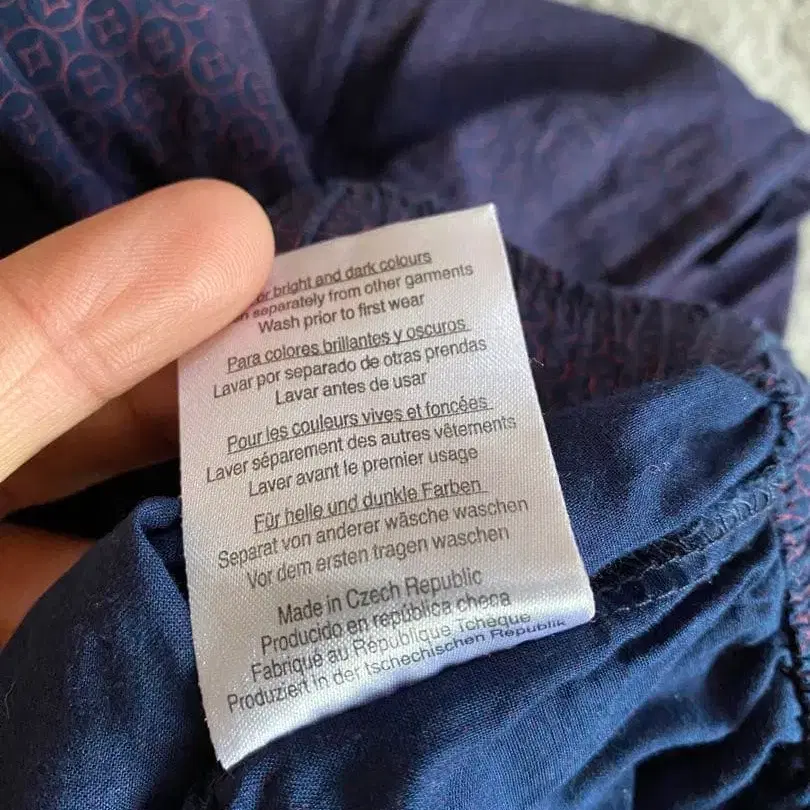 bright and dark colours
separately from other garments
Wash prior to first wear
Para colores brillantes y oscuros
Lavar por separado de otras prendas
Lavar antes de usar
Pour les couleurs vives et foncées
Laver séparement des autres vêtements
Laver avant le premier usage
Für helle und dunkle Farben
Separat von anderer wäsche waschen
Vor dem ersten tragen waschen
Made in Czech Republic
Producido en república checa
Fabriqué au République Tchèque
Produziert in der tschechischen Republik